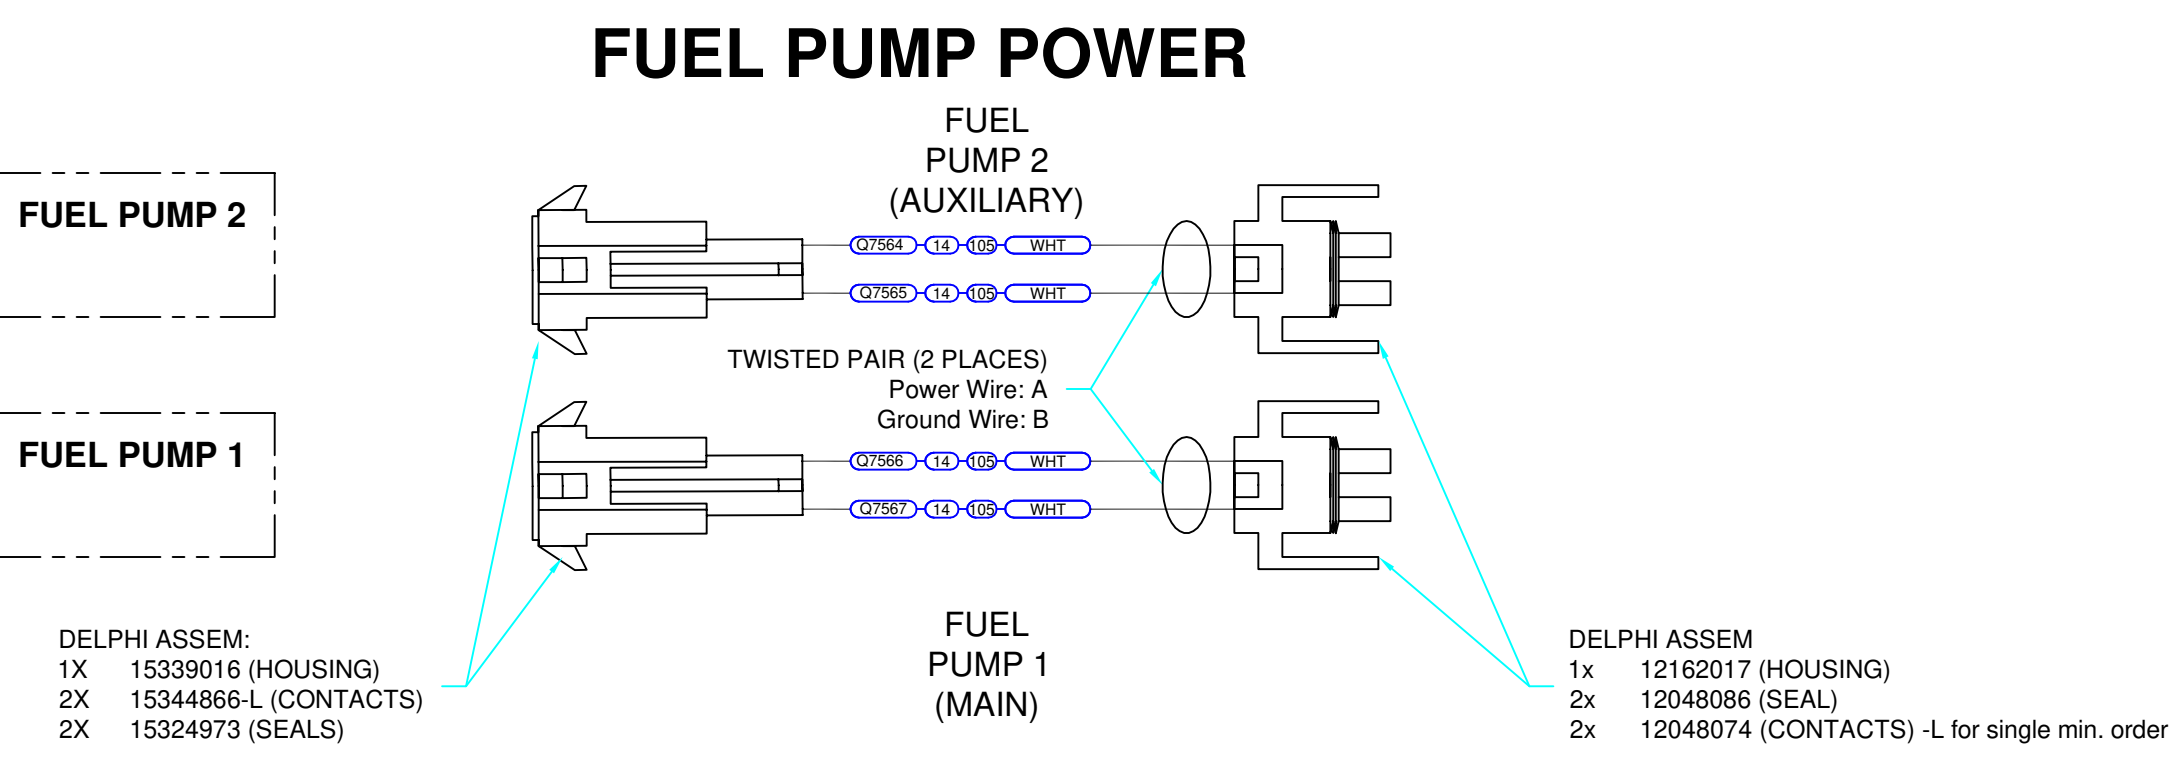 FUEL PUMP POWER
FUEL
PUMP 2
(AUXILIARY)
FUEL PUMP 2
Q7564 14 105 WHT
Q7565 14 105 WHT
TWISTED PAIR (2 PLACES)
Power Wire: A
Ground Wire: B
FUEL PUMP 1
Q7566 14 105 WHT
Q7567 14 105 WHT
FUEL
PUMP 1
(MAIN)
DELPHI ASSEM:
1X 15339016 (HOUSING)
2X 15344866-L (CONTACTS)
2X 15324973 (SEALS)
DELPHI ASSEM
1x 12162017 (HOUSING)
2x 12048086 (SEAL)
2x 12048074 (CONTACTS) -L for single min. order